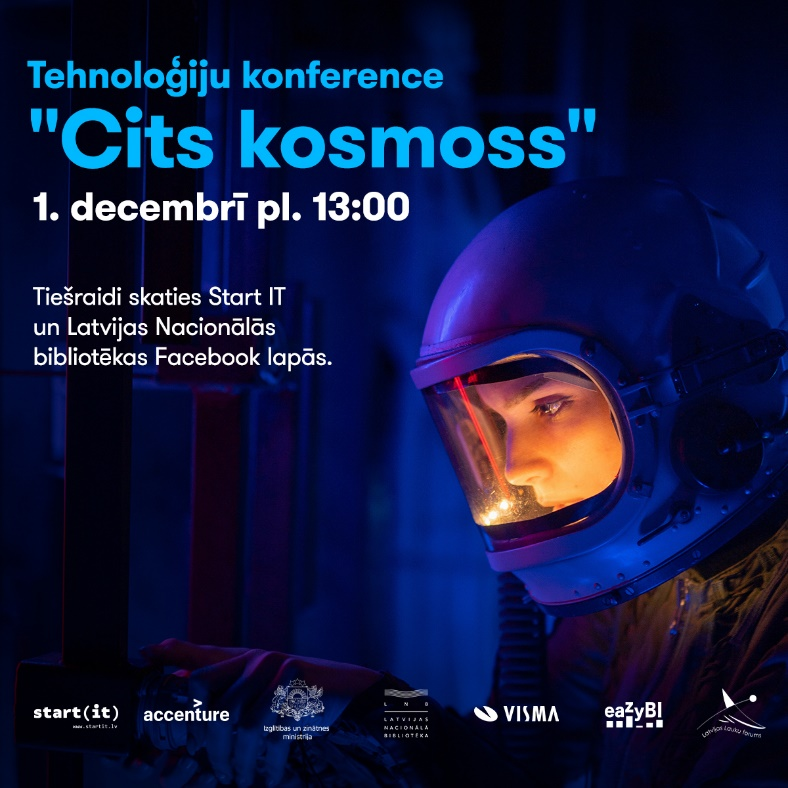 Tehnoloģiju konference
"Cits kosmoss"
1. decembrī pl. 13:00
Tiešraidi skaties Start IT
un Latvijas Nacionālās
bibliotēkas Facebook lapās.
start(it)
www.startit.lv
accenture
Izglītības un zinātnes
ministrija
L N B
LATVIJAS
NACIONĀLĀ
BIBLIOTĒKA
VISMA
eaZyBI
Latvijas Lauku forums